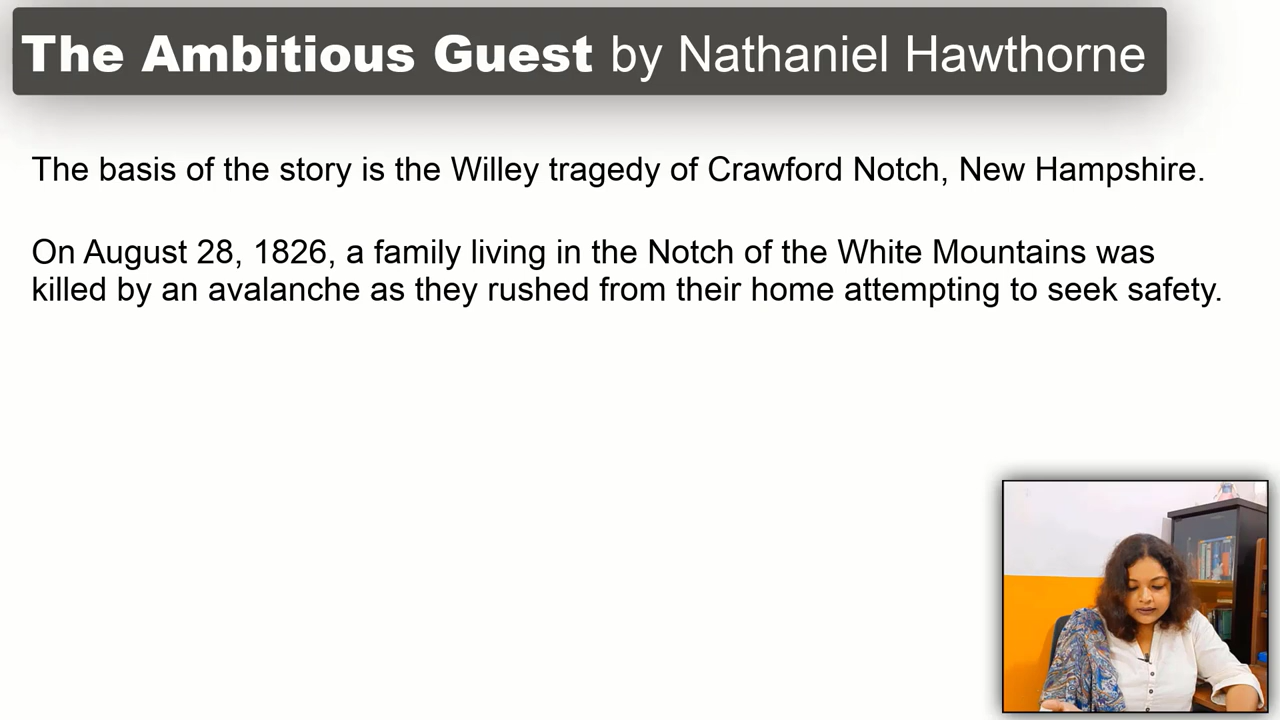 The Ambitious Guest by Nathaniel Hawthorne
The basis of the story is the Willey tragedy of Crawford Notch, New Hampshire.
On August 28, 1826, a family living in the Notch of the White Mountains was
killed by an avalanche as they rushed from their home attempting to seek safety.